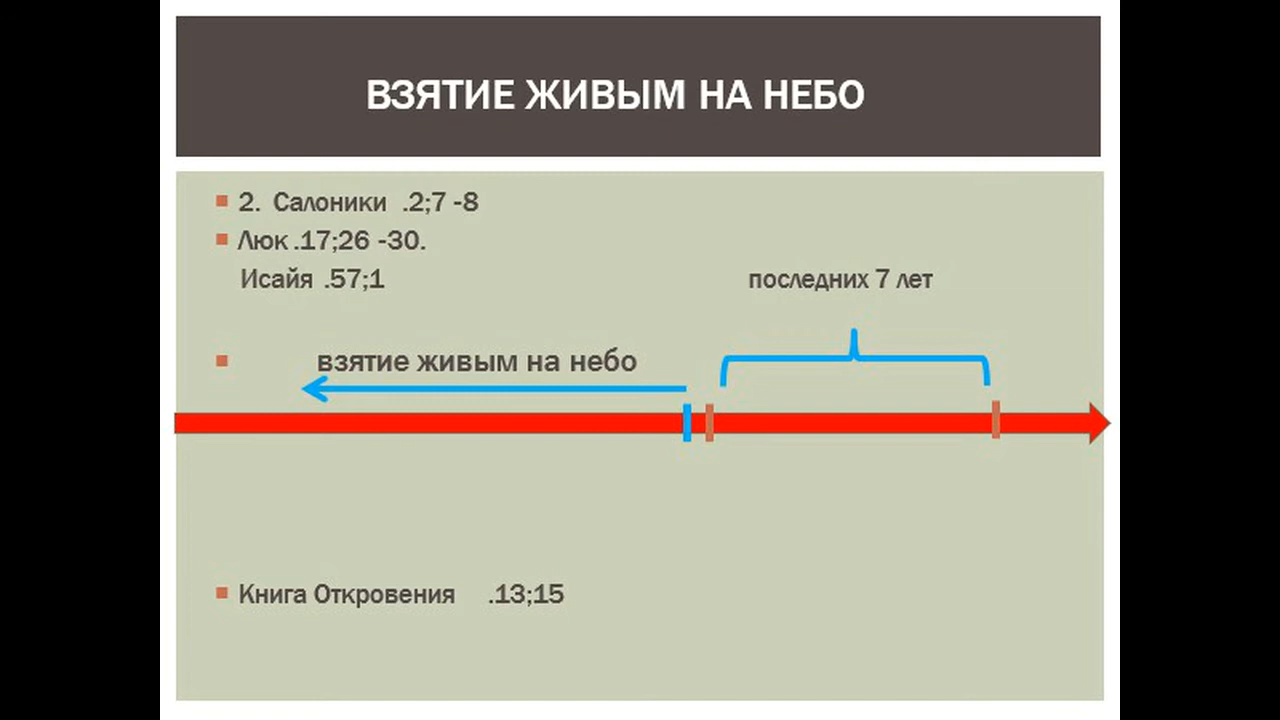 ВЗЯТИЕ ЖИВЫМ НА НЕБО
2. Салоники .2;7 -8
Люк .17;26 -30.
Исайя .57;1
последних 7 лет
взятие живым на небо
Книга Откровения .13;15